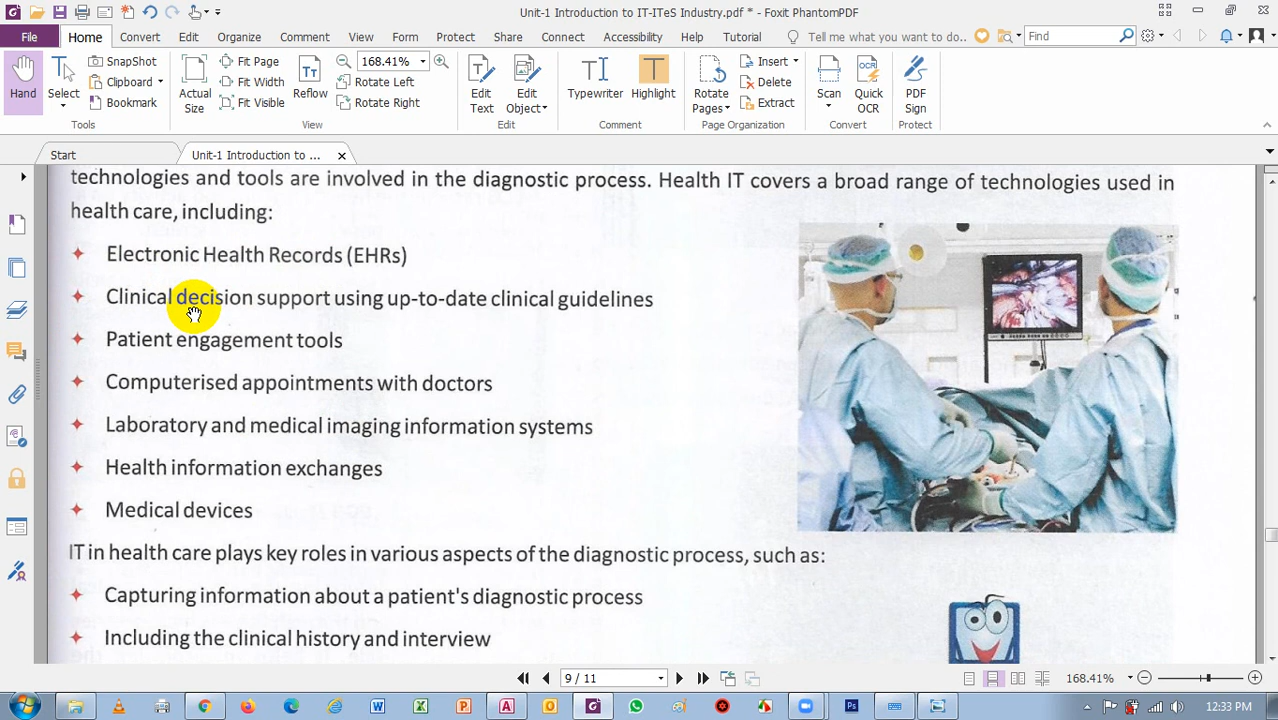 Unit-1 Introduction to IT-ITeS Industry.pdf * - Foxit PhantomPDF
File Home Convert Edit Organize Comment View Form Protect Share Connect Accessibility Help Tutorial Tell me what you want to do.. Find
Hand
Select
SnapShot
Clipboard
Bookmark
Tools
Actual Size
Fit Page
Fit Width
Fit Visible
Reflow
168.41%
Rotate Left
Rotate Right
View
Edit Text
Edit Object
Edit
Typewriter
Highlight
Comment
Rotate Pages
Insert
Delete
Extract
Page Organization
Scan
Quick OCR
Convert
PDF Sign
Protect
Start Unit-1 Introduction to ...
technologies and tools are involved in the diagnostic process. Health IT covers a broad range of technologies used in
health care, including:
Electronic Health Records (EHRs)
Clinical decision support using up-to-date clinical guidelines
Patient engagement tools
Computerised appointments with doctors
Laboratory and medical imaging information systems
Health information exchanges
Medical devices
IT in health care plays key roles in various aspects of the diagnostic process, such as:
Capturing information about a patient's diagnostic process
Including the clinical history and interview
9 / 11
168.41%
12:33 PM